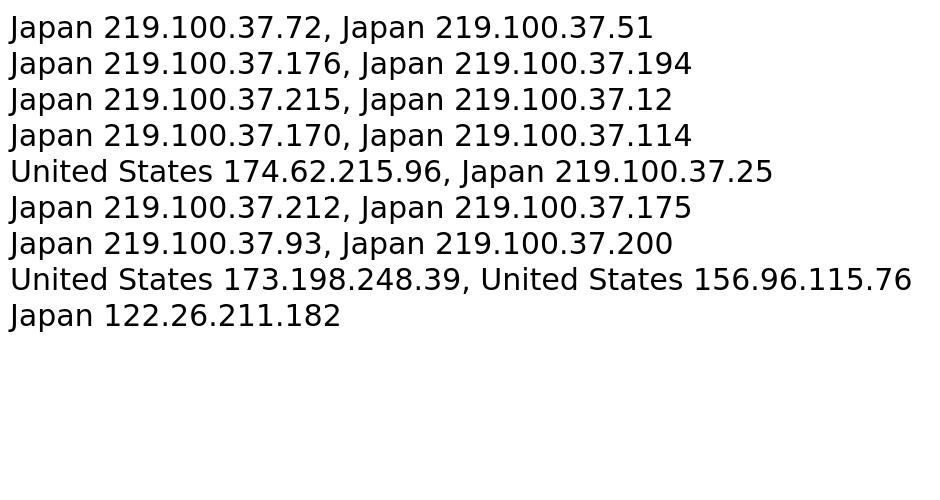 Japan 219.100.37.72, Japan 219.100.37.51
Japan 219.100.37.176, Japan 219.100.37.194
Japan 219.100.37.215, Japan 219.100.37.12
Japan 219.100.37.170, Japan 219.100.37.114
United States 174.62.215.96, Japan 219.100.37.25
Japan 219.100.37.212, Japan 219.100.37.175
Japan 219.100.37.93, Japan 219.100.37.200
United States 173.198.248.39, United States 156.96.115.76
Japan 122.26.211.182